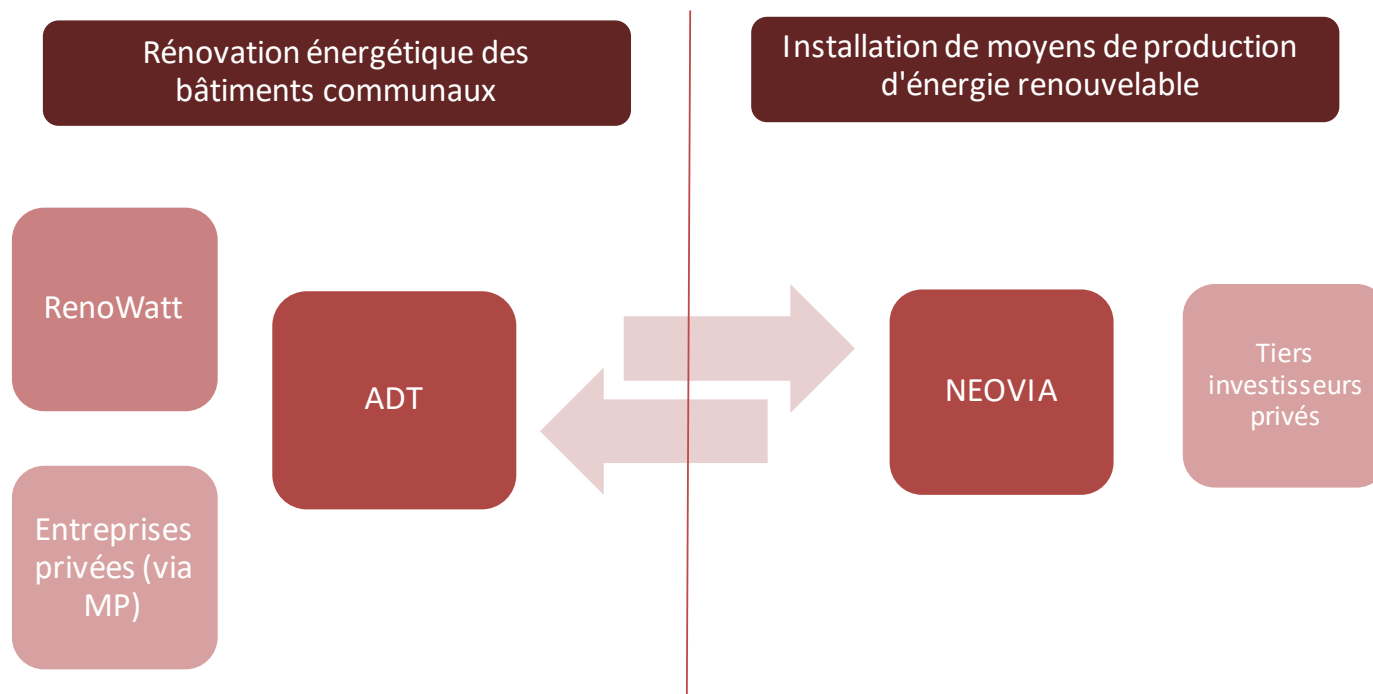 Rénovation énergétique des
bâtiments communaux
Installation de moyens de production
d'énergie renouvelable
RenoWatt
ADT
Entreprises
privées (via
MP)
NEOVIA
Tiers
investisseurs
privés